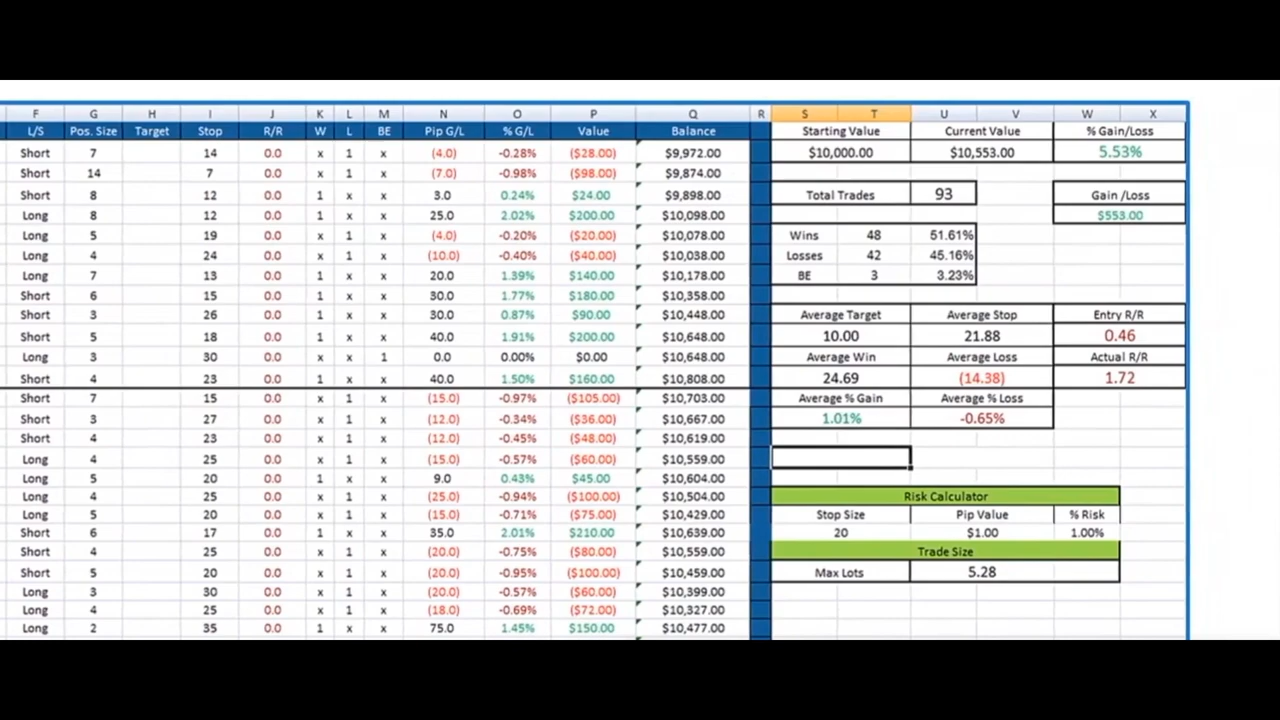 F G H I J K L M N O P Q R S T U V W X
L/S Pos. Size Target Stop R/R W L BE Pip G/L % G/L Value Balance Starting Value Current Value % Gain/Loss
Short 7 14 0.0 x 1 x (4.0) -0.28% ($28.00) $9,972.00 $10,000.00 $10,553.00 5.53%
Short 14 7 0.0 x 1 x (7.0) -0.98% ($98.00) $9,874.00
Short 8 12 0.0 1 x x 3.0 0.24% $24.00 $9,898.00 Total Trades 93 Gain /Loss
Long 8 12 0.0 1 x x 25.0 2.02% $200.00 $10,098.00 $553.00
Long 5 19 0.0 x 1 x (4.0) -0.20% ($20.00) $10,078.00 Wins 48 51.61%
Long 4 24 0.0 x 1 x (10.0) -0.40% ($40.00) $10,038.00 Losses 42 45.16%
Long 7 13 0.0 1 x x 20.0 1.39% $140.00 $10,178.00 BE 3 3.23%
Short 6 15 0.0 1 x x 30.0 1.77% $180.00 $10,358.00
Short 3 26 0.0 1 x x 30.0 0.87% $90.00 $10,448.00 Average Target Average Stop Entry R/R
Short 5 18 0.0 1 x x 40.0 1.91% $200.00 $10,648.00 10.00 21.88 0.46
Long 3 30 0.0 x x 1 0.0 0.00% $0.00 $10,648.00 Average Win Average Loss Actual R/R
Short 4 23 0.0 1 x x 40.0 1.50% $160.00 $10,808.00 24.69 (14.38) 1.72
Short 7 15 0.0 x 1 x (15.0) -0.97% ($105.00) $10,703.00 Average % Gain Average % Loss
Short 3 27 0.0 x 1 x (12.0) -0.34% ($36.00) $10,667.00 1.01% -0.65%
Short 4 23 0.0 x 1 x (12.0) -0.45% ($48.00) $10,619.00
Long 4 25 0.0 x 1 x (15.0) -0.57% ($60.00) $10,559.00
Long 5 20 0.0 1 x x 9.0 0.43% $45.00 $10,604.00
Long 4 25 0.0 x 1 x (25.0) -0.94% ($100.00) $10,504.00 Risk Calculator
Long 5 20 0.0 x 1 x (15.0) -0.71% ($75.00) $10,429.00 Stop Size Pip Value % Risk
Short 6 17 0.0 1 x x 35.0 2.01% $210.00 $10,639.00 20 $1.00 1.00%
Short 4 25 0.0 x 1 x (20.0) -0.75% ($80.00) $10,559.00 Trade Size
Short 5 20 0.0 x 1 x (20.0) -0.95% ($100.00) $10,459.00 Max Lots 5.28
Long 3 30 0.0 x 1 x (20.0) -0.57% ($60.00) $10,399.00
Long 4 25 0.0 x 1 x (18.0) -0.69% ($72.00) $10,327.00
Long 2 35 0.0 1 x x 75.0 1.45% $150.00 $10,477.00